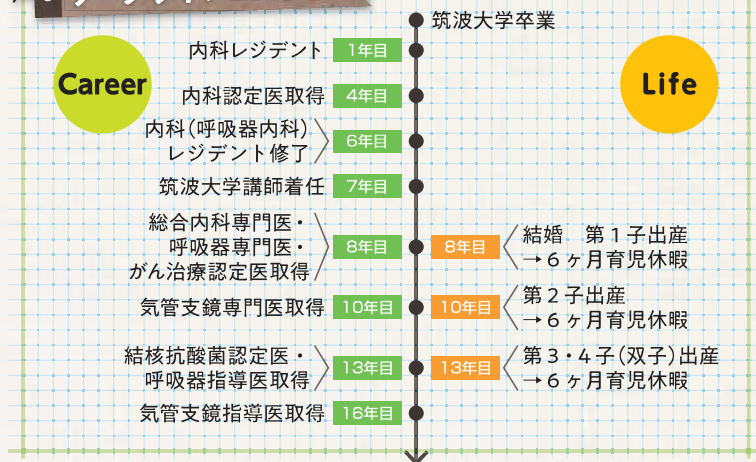 筑波大学卒業
Career
Life
内科レジデント 1年目
内科認定医取得 4年目
内科(呼吸器内科)
レジデント修了 6年目
筑波大学講師着任 7年目
総合内科専門医・
呼吸器専門医・
がん治療認定医取得 8年目
8年目 結婚 第1子出産
→6ヶ月育児休暇
気管支鏡専門医取得 10年目
10年目 第2子出産
→6ヶ月育児休暇
結核抗酸菌認定医・
呼吸器指導医取得 13年目
13年目 第3・4子(双子)出産
→6ヶ月育児休暇
気管支鏡指導医取得 16年目